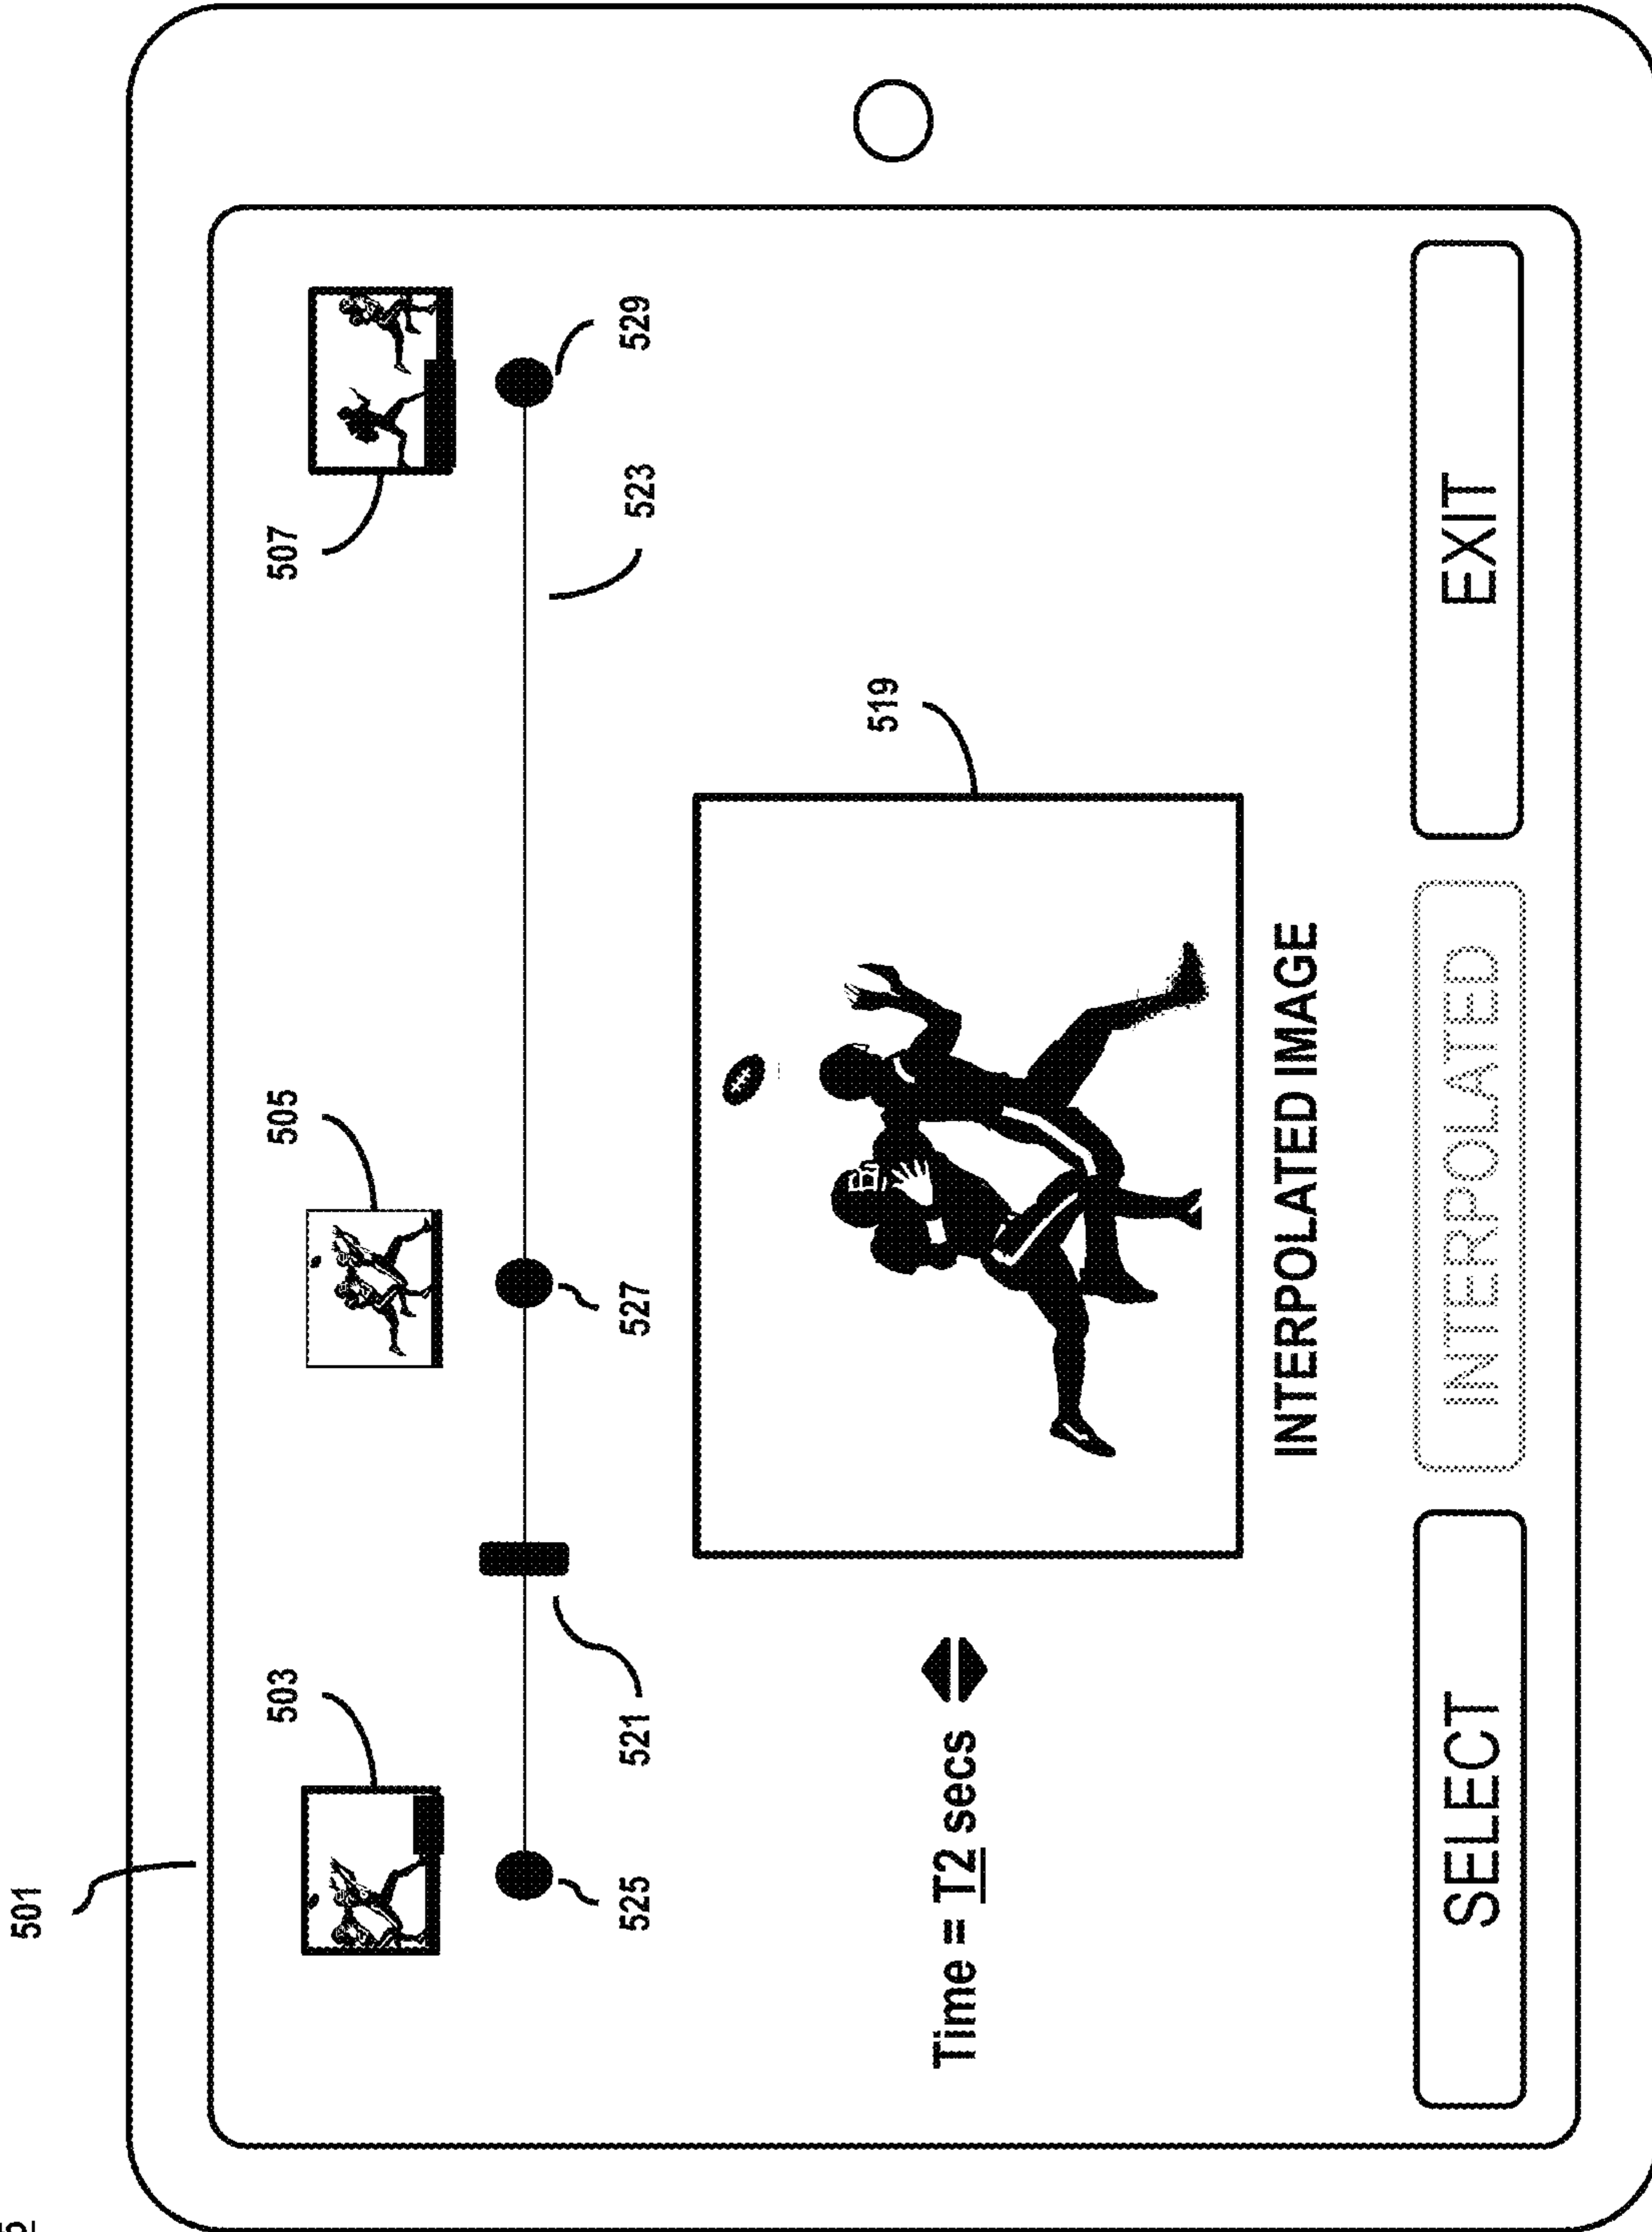 501
503
505
507
525
521
527
523
529
519
Time = T2 secs
INTERPOLATED IMAGE
SELECT
INTERPOLATED
EXIT